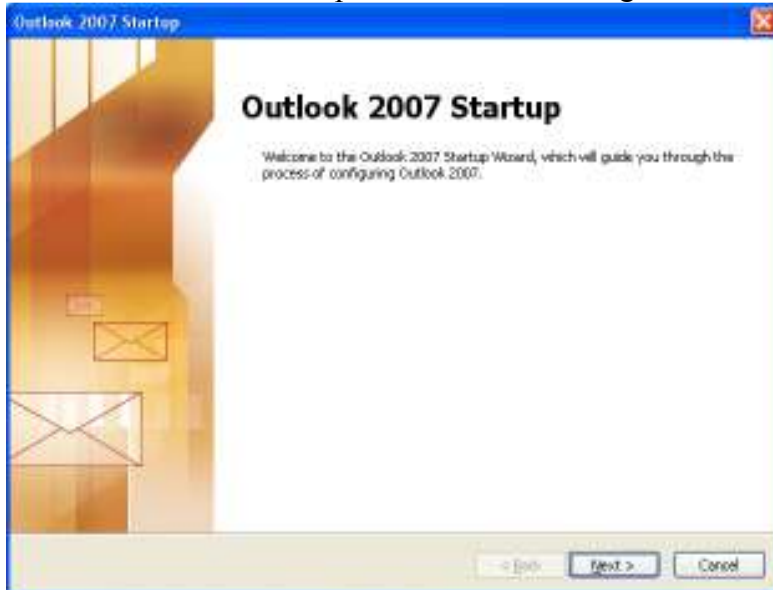 Outlook 2007 Startup
Outlook 2007 Startup
Welcome to the Outlook 2007 Startup Wizard, which will guide you through the
process of configuring Outlook 2007.
< Back
Next >
Cancel